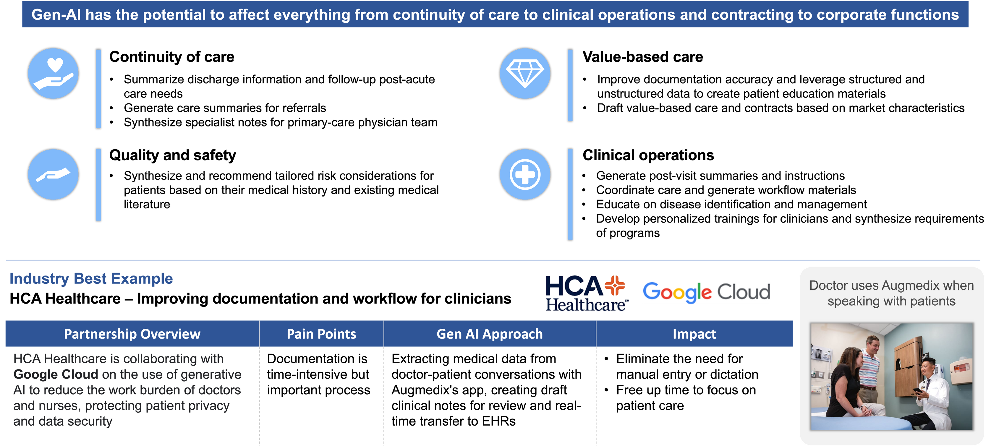 Gen-AI has the potential to affect everything from continuity of care to clinical operations and contracting to corporate functions
Continuity of care
• Summarize discharge information and follow-up post-acute
care needs
• Generate care summaries for referrals
• Synthesize specialist notes for primary-care physician team
Value-based care
• Improve documentation accuracy and leverage structured and
unstructured data to create patient education materials
• Draft value-based care and contracts based on market characteristics
Quality and safety
• Synthesize and recommend tailored risk considerations for
patients based on their medical history and existing medical
literature
Clinical operations
• Generate post-visit summaries and instructions
• Coordinate care and generate workflow materials
• Educate on disease identification and management
• Develop personalized trainings for clinicians and synthesize requirements
of programs
Industry Best Example
HCA Healthcare – Improving documentation and workflow for clinicians
HCA
Healthcare℠
Google Cloud
Doctor uses Augmedix when
speaking with patients
Partnership Overview
HCA Healthcare is collaborating with
Google Cloud on the use of generative
AI to reduce the work burden of doctors
and nurses, protecting patient privacy
and data security
Pain Points
Documentation is
time-intensive but
important process
Gen AI Approach
Extracting medical data from
doctor-patient conversations with
Augmedix's app, creating draft
clinical notes for review and real-
time transfer to EHRs
Impact
• Eliminate the need for
manual entry or dictation
• Free up time to focus on
patient care